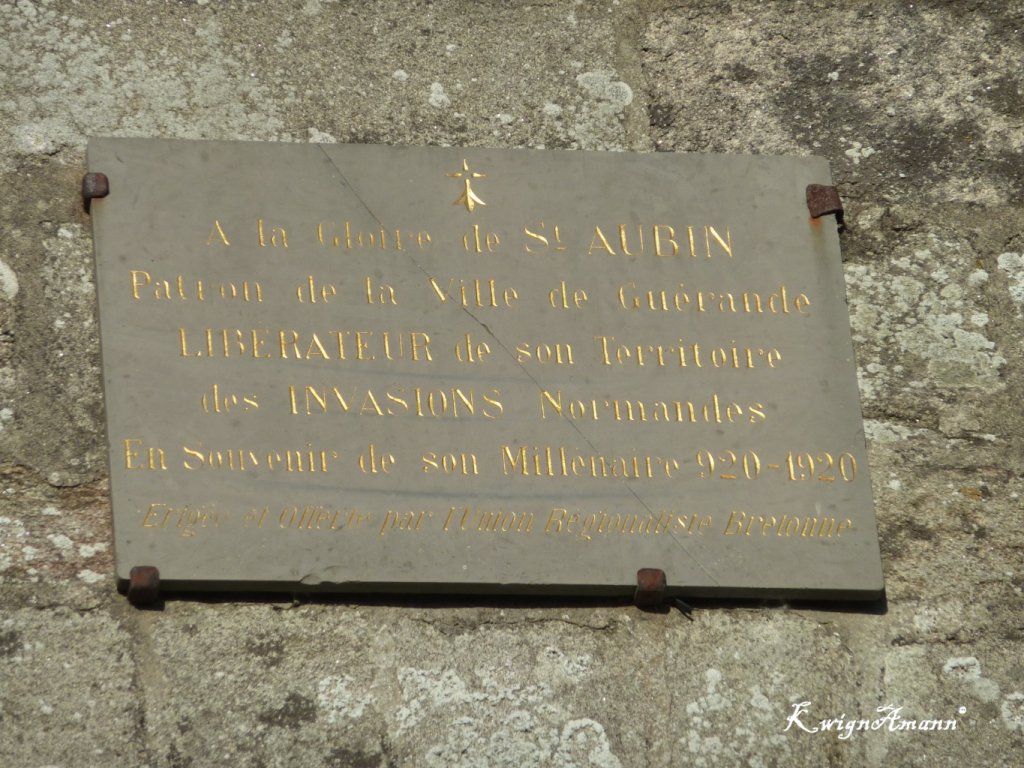 A la Gloire de St AUBIN
Patron de la Ville de Guérande
LIBERATEUR de son Territoire
des INVASIONS Normandes
En Souvenir de son Millénaire 920-1920
Erigée et Offerte par l'Union Régionaliste Bretonne
KwignAmann°